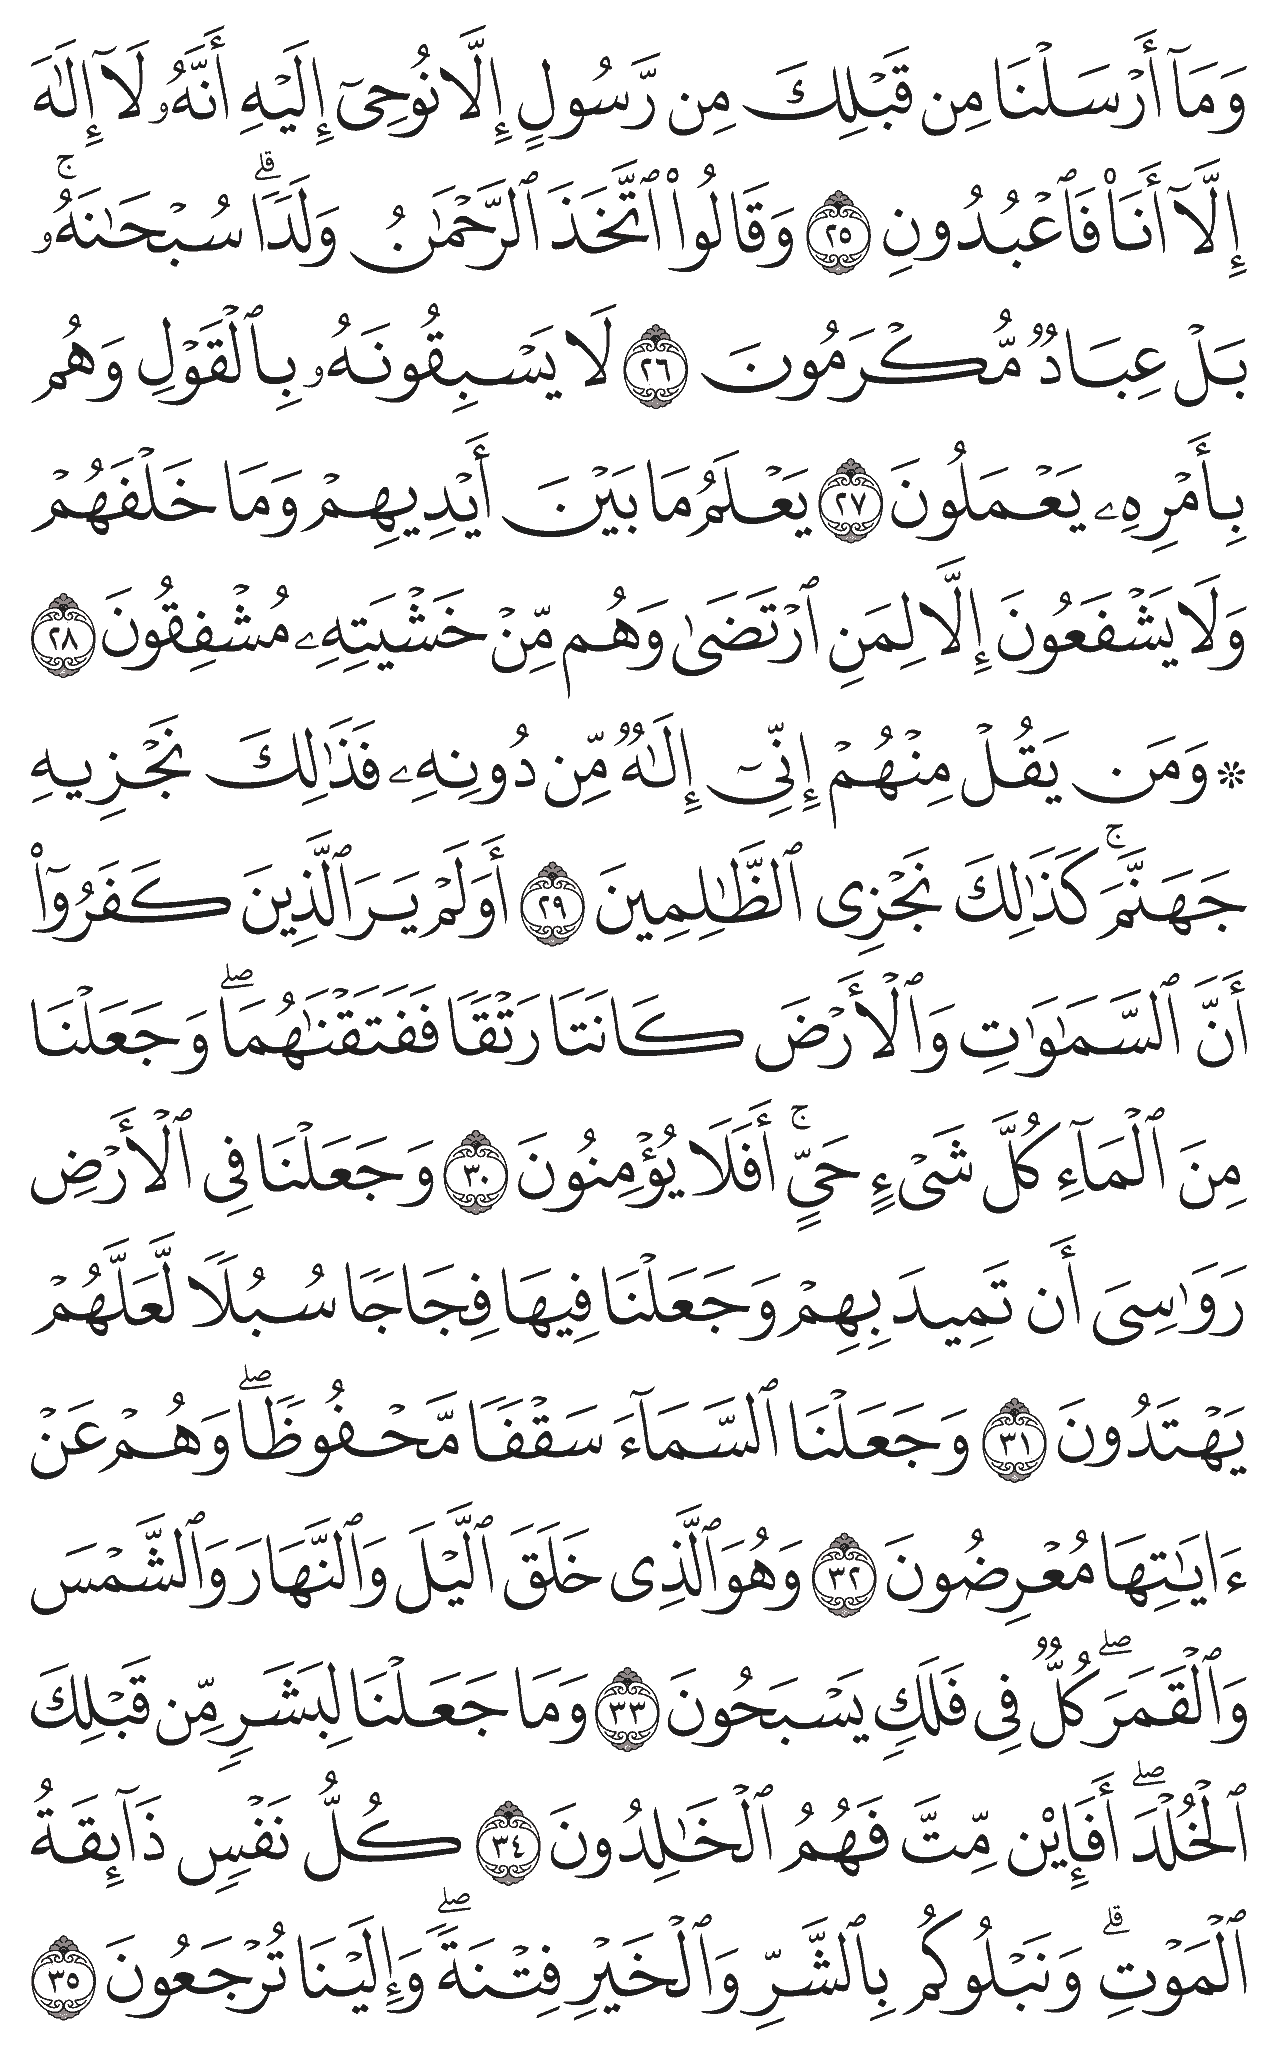 وَمَآ أَرۡسَلۡنَا مِن قَبۡلِكَ مِن رَّسُولٍ إِلَّا نُوحِيٓ إِلَيۡهِ أَنَّهُۥ لَآ إِلَٰهَ
إِلَّآ أَنَا۠ فَٱعۡبُدُونِ ٢٥ وَقَالُواْ ٱتَّخَذَ ٱلرَّحۡمَٰنُ وَلَدٗاۗ سُبۡحَٰنَهُۥۚ
بَلۡ عِبَادٞ مُّكۡرَمُونَ ٢٦ لَا يَسۡبِقُونَهُۥ بِٱلۡقَوۡلِ وَهُم
بِأَمۡرِهِۦ يَعۡمَلُونَ ٢٧ يَعۡلَمُ مَا بَيۡنَ أَيۡدِيهِمۡ وَمَا خَلۡفَهُمۡ
وَلَا يَشۡفَعُونَ إِلَّا لِمَنِ ٱرۡتَضَىٰ وَهُم مِّنۡ خَشۡيَتِهِۦ مُشۡفِقُونَ ٢٨
۞ وَمَن يَقُلۡ مِنۡهُمۡ إِنِّيٓ إِلَٰهٞ مِّن دُونِهِۦ فَذَٰلِكَ نَجۡزِيهِ
جَهَنَّمَۚ كَذَٰلِكَ نَجۡزِي ٱلظَّٰلِمِينَ ٢٩ أَوَلَمۡ يَرَ ٱلَّذِينَ كَفَرُوٓاْ
أَنَّ ٱلسَّمَٰوَٰتِ وَٱلۡأَرۡضَ كَانَتَا رَتۡقٗا فَفَتَقۡنَٰهُمَاۖ وَجَعَلۡنَا
مِنَ ٱلۡمَآءِ كُلَّ شَيۡءٍ حَيٍّۚ أَفَلَا يُؤۡمِنُونَ ٣٠ وَجَعَلۡنَا فِي ٱلۡأَرۡضِ
رَوَٰسِيَ أَن تَمِيدَ بِهِمۡ وَجَعَلۡنَا فِيهَا فِجَاجٗا سُبُلٗا لَّعَلَّهُمۡ
يَهۡتَدُونَ ٣١ وَجَعَلۡنَا ٱلسَّمَآءَ سَقۡفٗا مَّحۡفُوظٗاۖ وَهُمۡ عَنۡ
ءَايَٰتِهَا مُعۡرِضُونَ ٣٢ وَهُوَ ٱلَّذِي خَلَقَ ٱلَّيۡلَ وَٱلنَّهَارَ وَٱلشَّمۡسَ
وَٱلۡقَمَرَۖ كُلّٞ فِي فَلَكٖ يَسۡبَحُونَ ٣٣ وَمَا جَعَلۡنَا لِبَشَرٖ مِّن قَبۡلِكَ
ٱلۡخُلۡدَۖ أَفَإِيْن مِّتَّ فَهُمُ ٱلۡخَٰلِدُونَ ٣٤ كُلُّ نَفۡسٖ ذَآئِقَةُ
ٱلۡمَوۡتِۗ وَنَبۡلُوكُم بِٱلشَّرِّ وَٱلۡخَيۡرِ فِتۡنَةٗۖ وَإِلَيۡنَا تُرۡجَعُونَ ٣٥